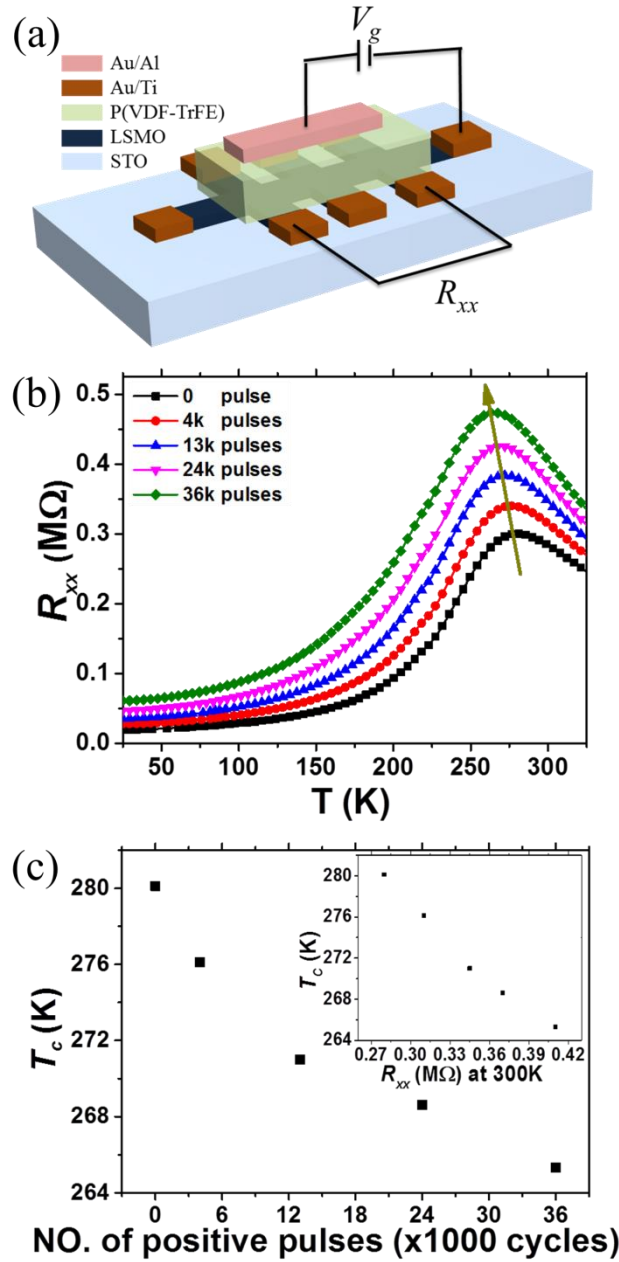 (a)
V_g
Au/Al
Au/Ti
P(VDF-TrFE)
LSMO
STO
R_xx
(b)
0 pulse
4k pulses
13k pulses
24k pulses
36k pulses
0.5
0.4
0.3
0.2
0.1
0.0
R_xx (MΩ)
50 100 150 200 250 300
T (K)
(c)
280
276
272
268
264
T_c (K)
280
276
272
268
264
T_c (K)
0.27 0.30 0.33 0.36 0.39 0.42
R_xx (MΩ) at 300K
0 6 12 18 24 30 36
NO. of positive pulses (x1000 cycles)